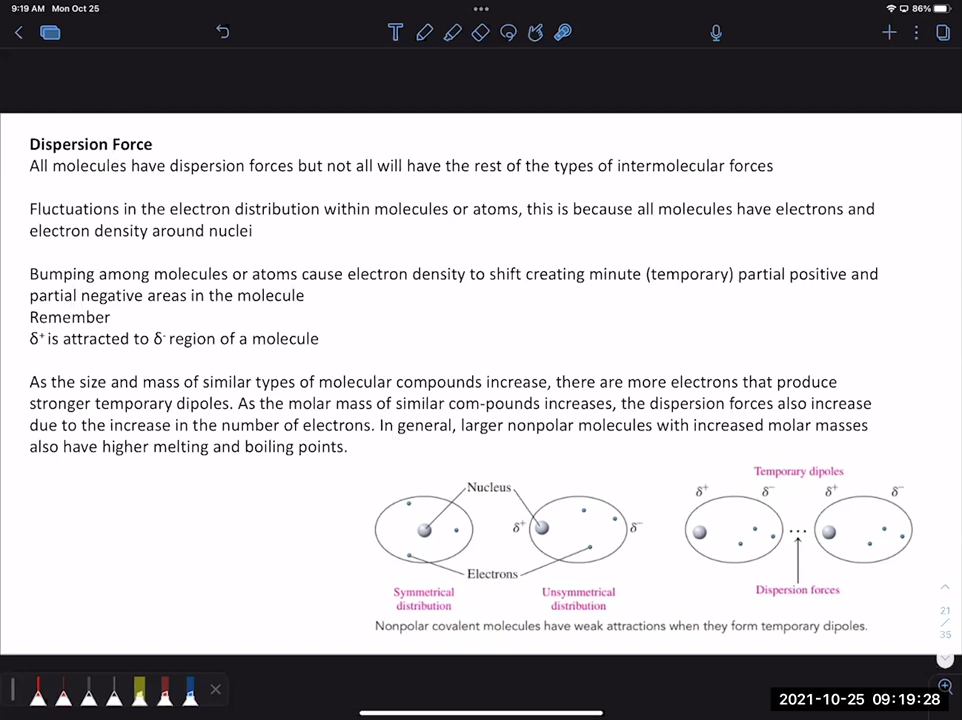 9:19 AM Mon Oct 25
86%
Dispersion Force
All molecules have dispersion forces but not all will have the rest of the types of intermolecular forces
Fluctuations in the electron distribution within molecules or atoms, this is because all molecules have electrons and
electron density around nuclei
Bumping among molecules or atoms cause electron density to shift creating minute (temporary) partial positive and
partial negative areas in the molecule
Remember
δ⁺ is attracted to δ⁻ region of a molecule
As the size and mass of similar types of molecular compounds increase, there are more electrons that produce
stronger temporary dipoles. As the molar mass of similar com-pounds increases, the dispersion forces also increase
due to the increase in the number of electrons. In general, larger nonpolar molecules with increased molar masses
also have higher melting and boiling points.
Temporary dipoles
Nucleus
δ⁺ δ⁻ δ⁺ δ⁻
δ⁺ δ⁻
Electrons
Symmetrical
distribution
Unsymmetrical
distribution
Dispersion forces
Nonpolar covalent molecules have weak attractions when they form temporary dipoles.
21
/
35
T
2021-10-25 09:19:28